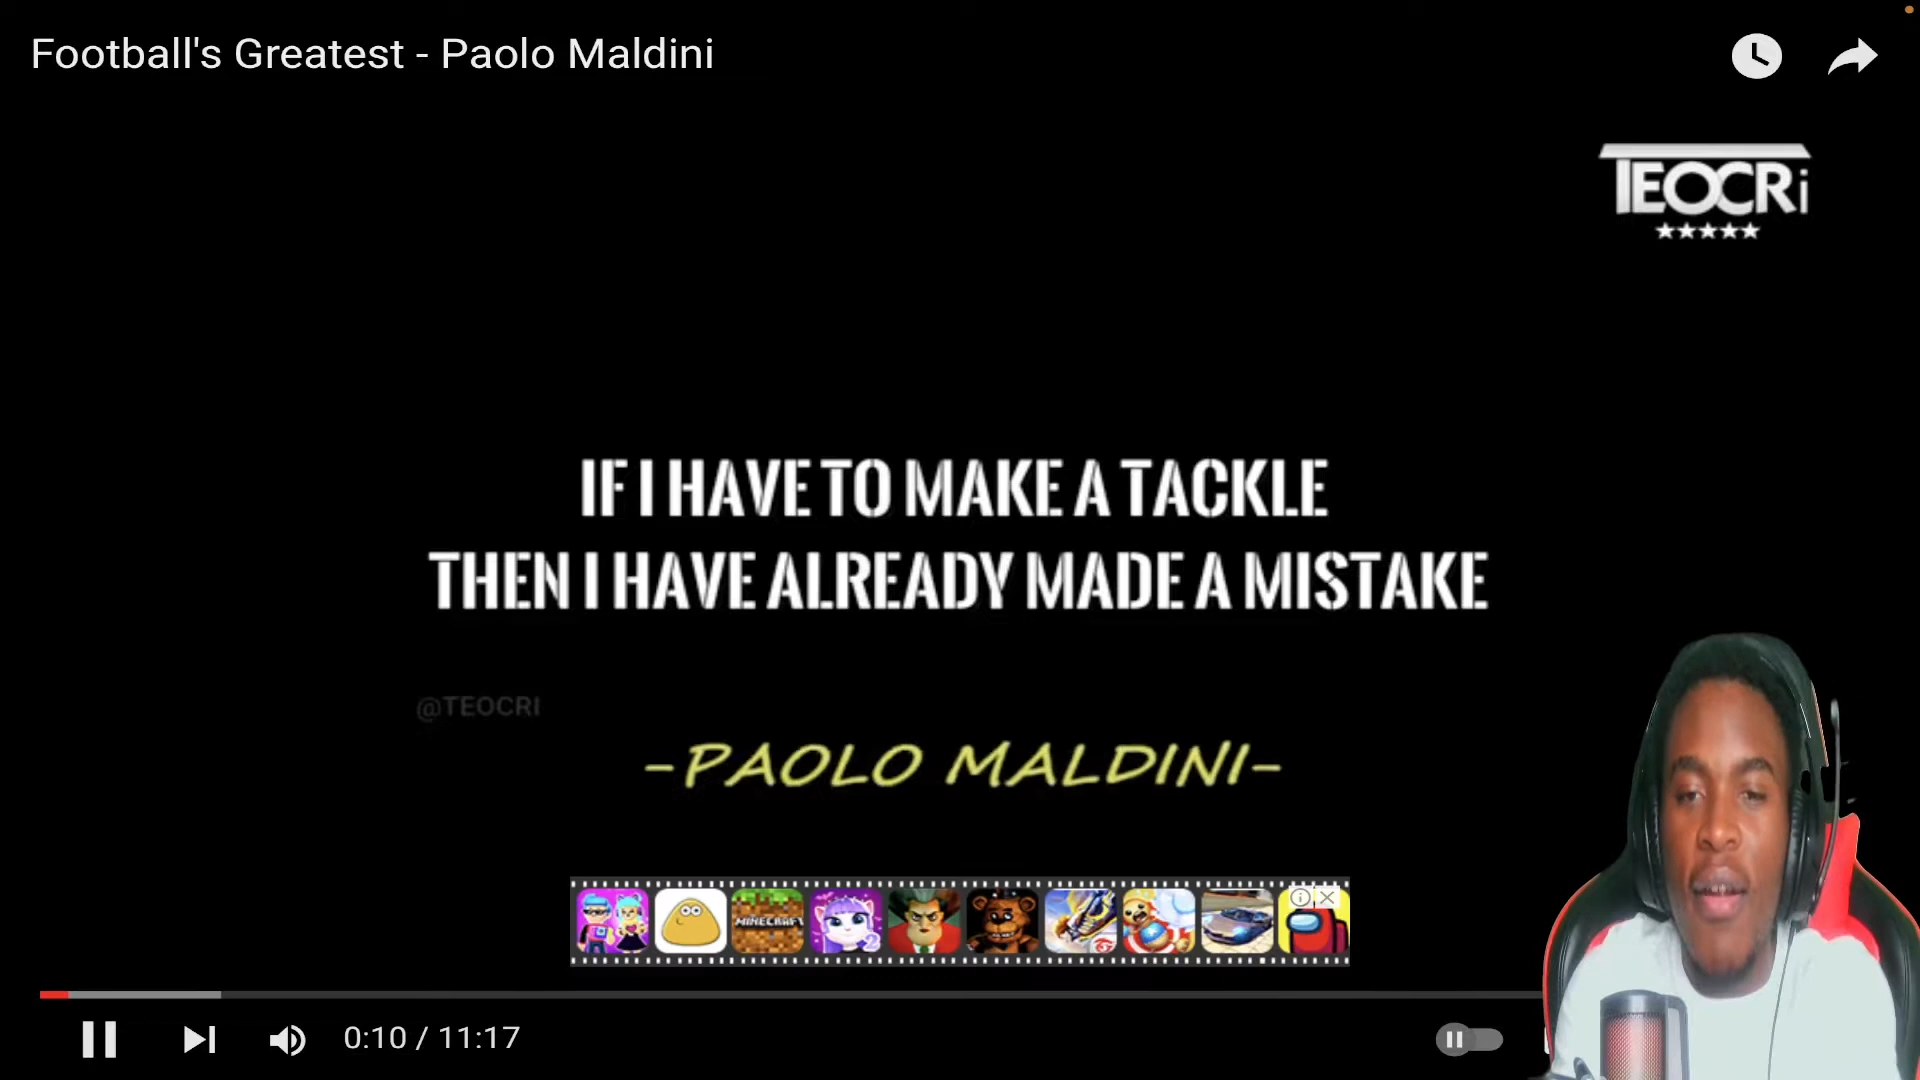 Football's Greatest - Paolo Maldini
TEOCRi
IF I HAVE TO MAKE A TACKLE
THEN I HAVE ALREADY MADE A MISTAKE
@TEOCRI
-PAOLO MALDINI-
MINECRAFT
2
0:10 / 11:17